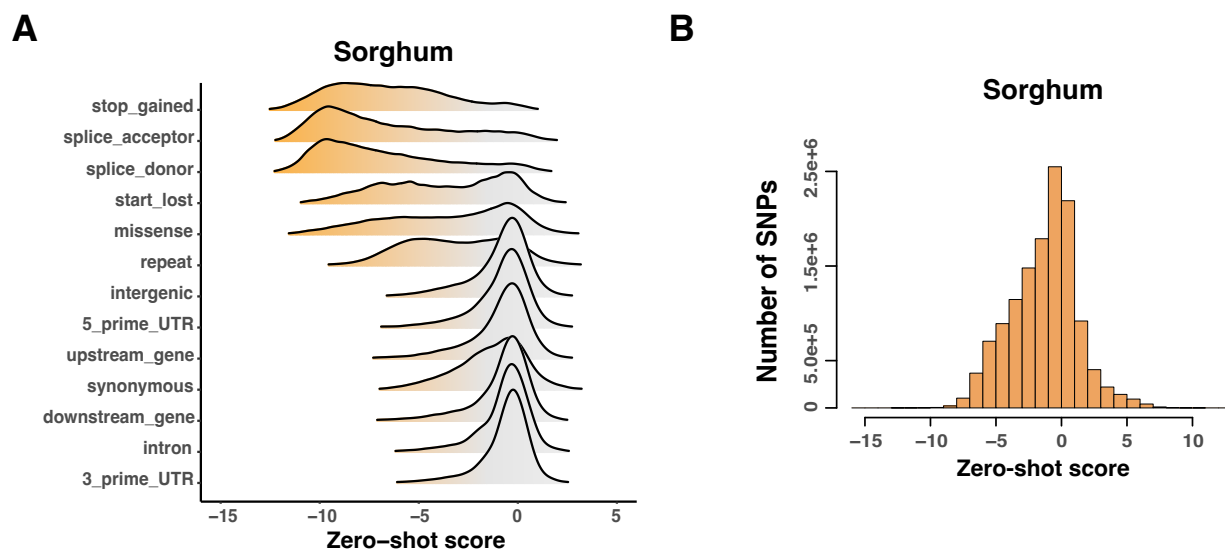 A
Sorghum
stop_gained
splice_acceptor
splice_donor
start_lost
missense
repeat
intergenic
5_prime_UTR
upstream_gene
synonymous
downstream_gene
intron
3_prime_UTR
−15 −10 −5 0 5
Zero−shot score
B
Sorghum
Number of SNPs
0 5.0e+5 1.5e+6 2.5e+6
−15 −10 −5 0 5 10
Zero-shot score